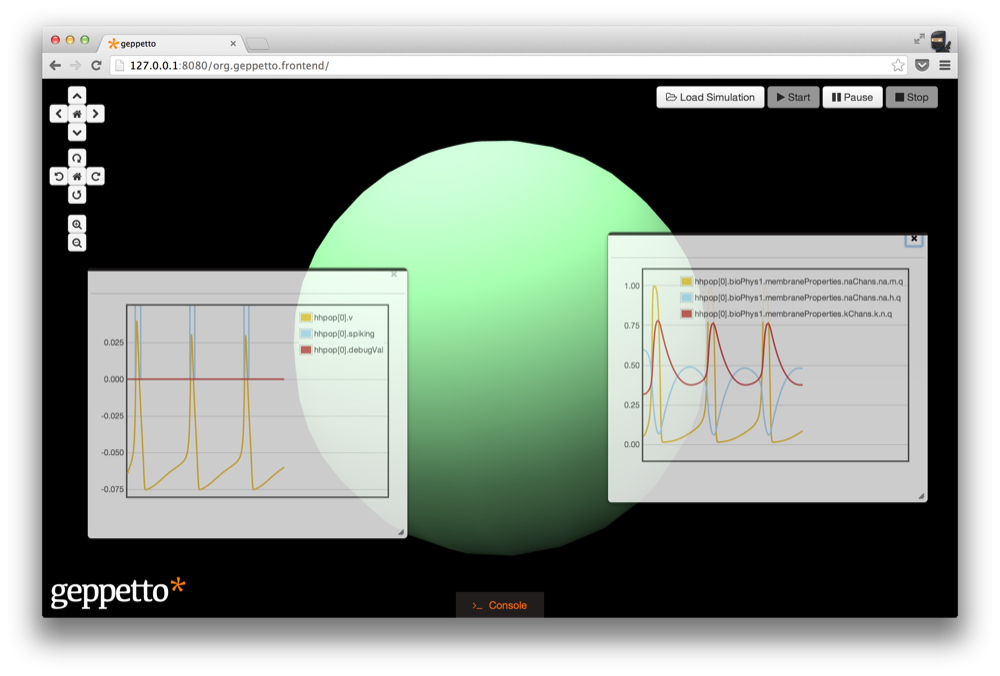 geppetto
127.0.0.1:8080/org.geppetto.frontend/
Load Simulation
Start
Pause
Stop
hhpop[0].v
hhpop[0].spiking
hhpop[0].debugVal
0.025
0.000
-0.025
-0.050
-0.075
hhpop[0].bioPhys1.membraneProperties.naChans.na.m.q
hhpop[0].bioPhys1.membraneProperties.naChans.na.h.q
hhpop[0].bioPhys1.membraneProperties.kChans.k.n.q
1.00
0.75
0.50
0.25
0.00
geppetto*
>_ Console